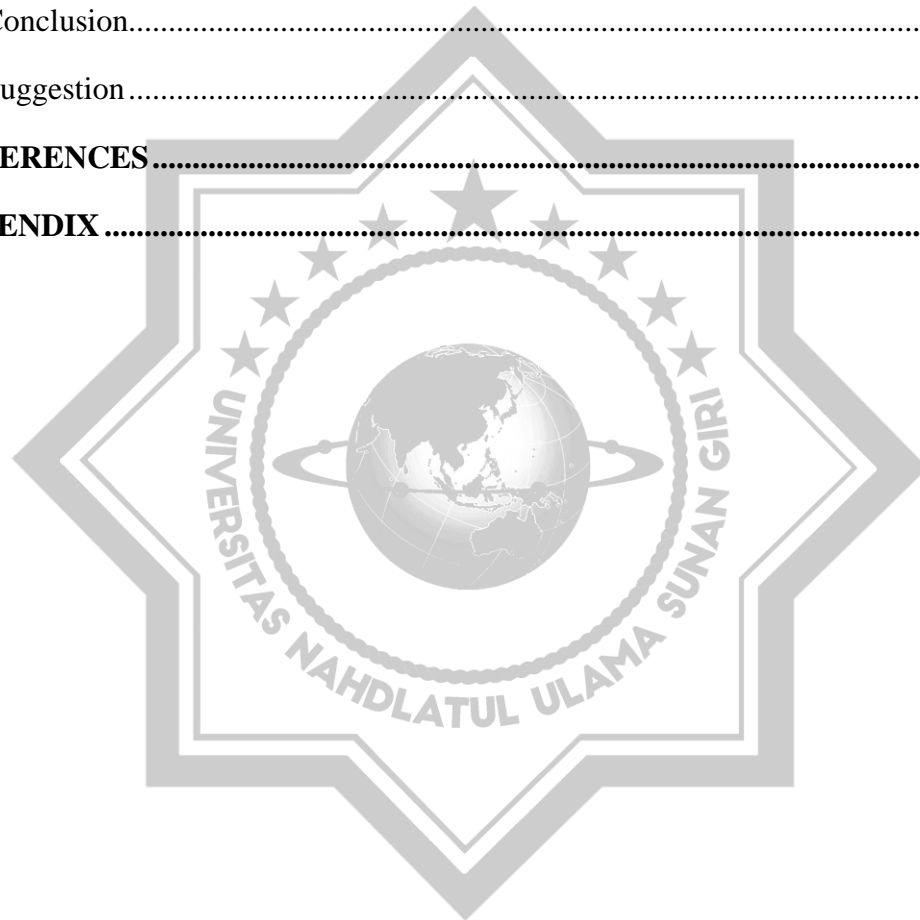 Conclusion..........................................................................................
uggestion..........................................................................................
ERENCES..........................................................................................
ENDIX..........................................................................................
UNIVERSITAS NAHDLATUL ULAMA SUNAN GIRI